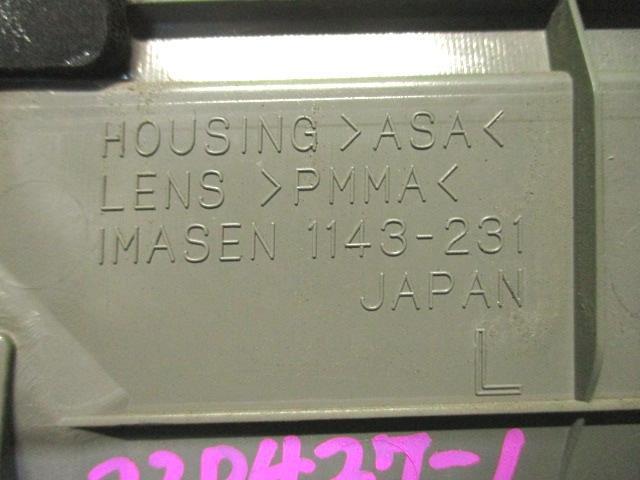 HOUSING >ASA<
LENS >PMMA<
IMASEN 1143-231
JAPAN
L